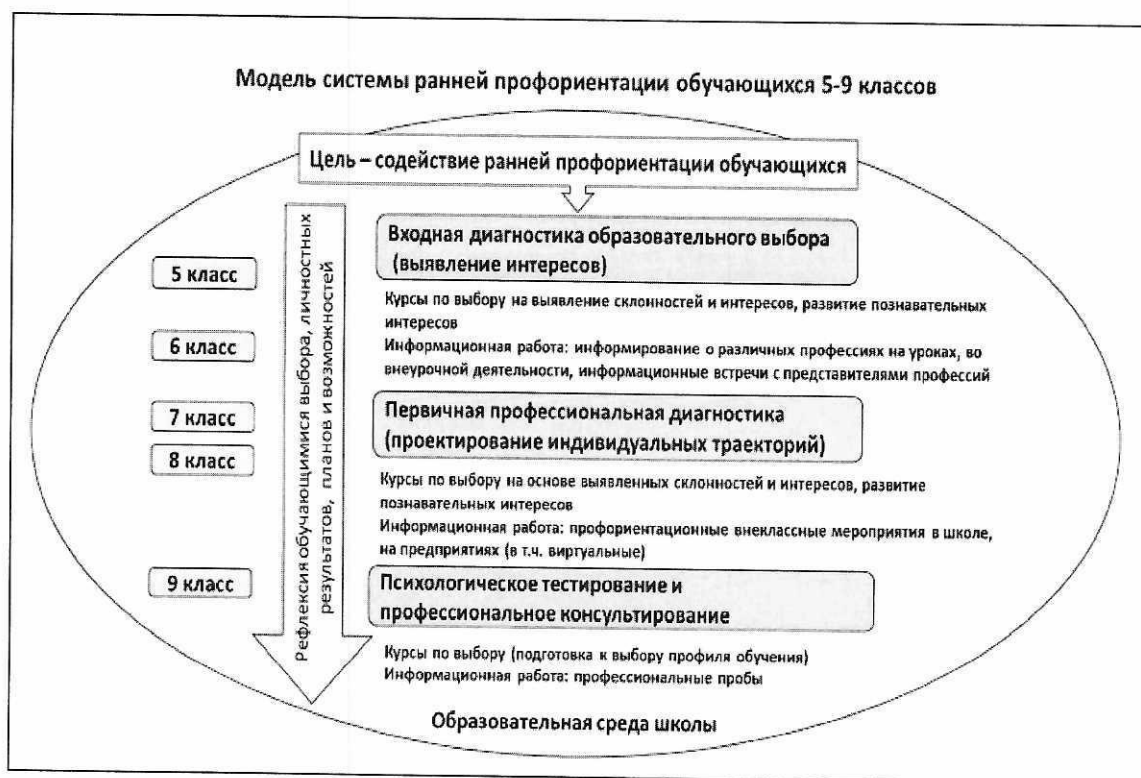 Модель системы ранней профориентации обучающихся 5-9 классов
Цель – содействие ранней профориентации обучающихся
Рефлексия обучающимися выбора, личностных
результатов, планов и возможностей
5 класс
Входная диагностика образовательного выбора
(выявление интересов)
Курсы по выбору на выявление склонностей и интересов, развитие познавательных
интересов
6 класс
Информационная работа: информирование о различных профессиях на уроках, во
внеурочной деятельности, информационные встречи с представителями профессий
7 класс
Первичная профессиональная диагностика
(проектирование индивидуальных траекторий)
8 класс
Курсы по выбору на основе выявленных склонностей и интересов, развитие
познавательных интересов
Информационная работа: профориентационные внеклассные мероприятия в школе,
на предприятиях (в т.ч. виртуальные)
9 класс
Психологическое тестирование и
профессиональное консультирование
Курсы по выбору (подготовка к выбору профиля обучения)
Информационная работа: профессиональные пробы
Образовательная среда школы